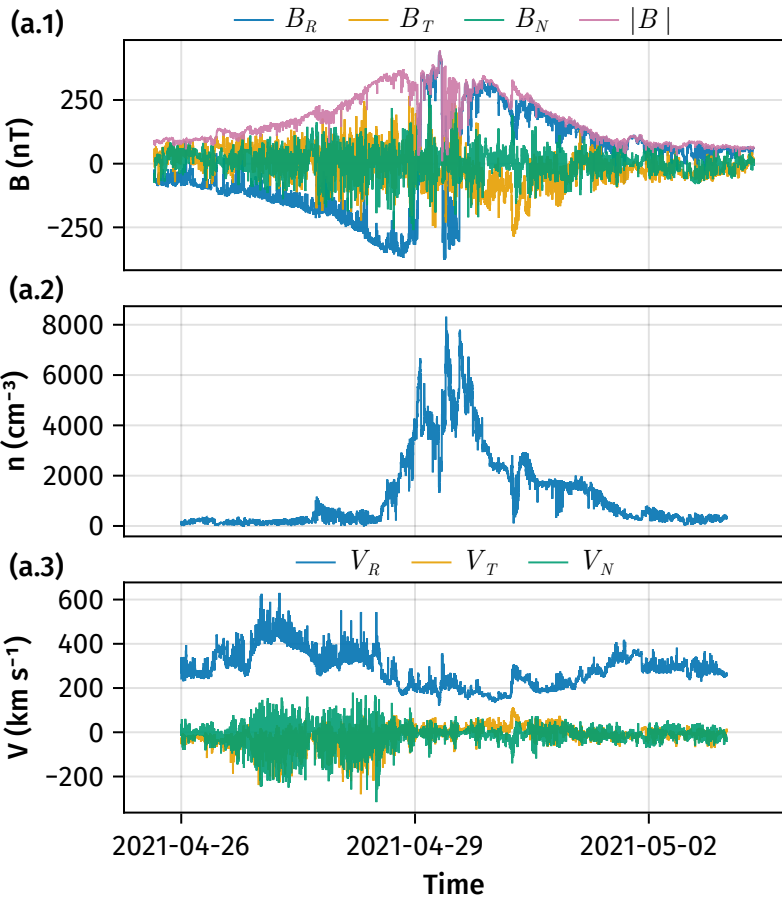 (a.1)
B_R B_T B_N |B|
250
0
−250
B (nT)
(a.2)
8000
6000
4000
2000
0
n (cm⁻³)
(a.3)
V_R V_T V_N
600
400
200
0
−200
V (km s⁻¹)
2021-04-26 2021-04-29 2021-05-02
Time